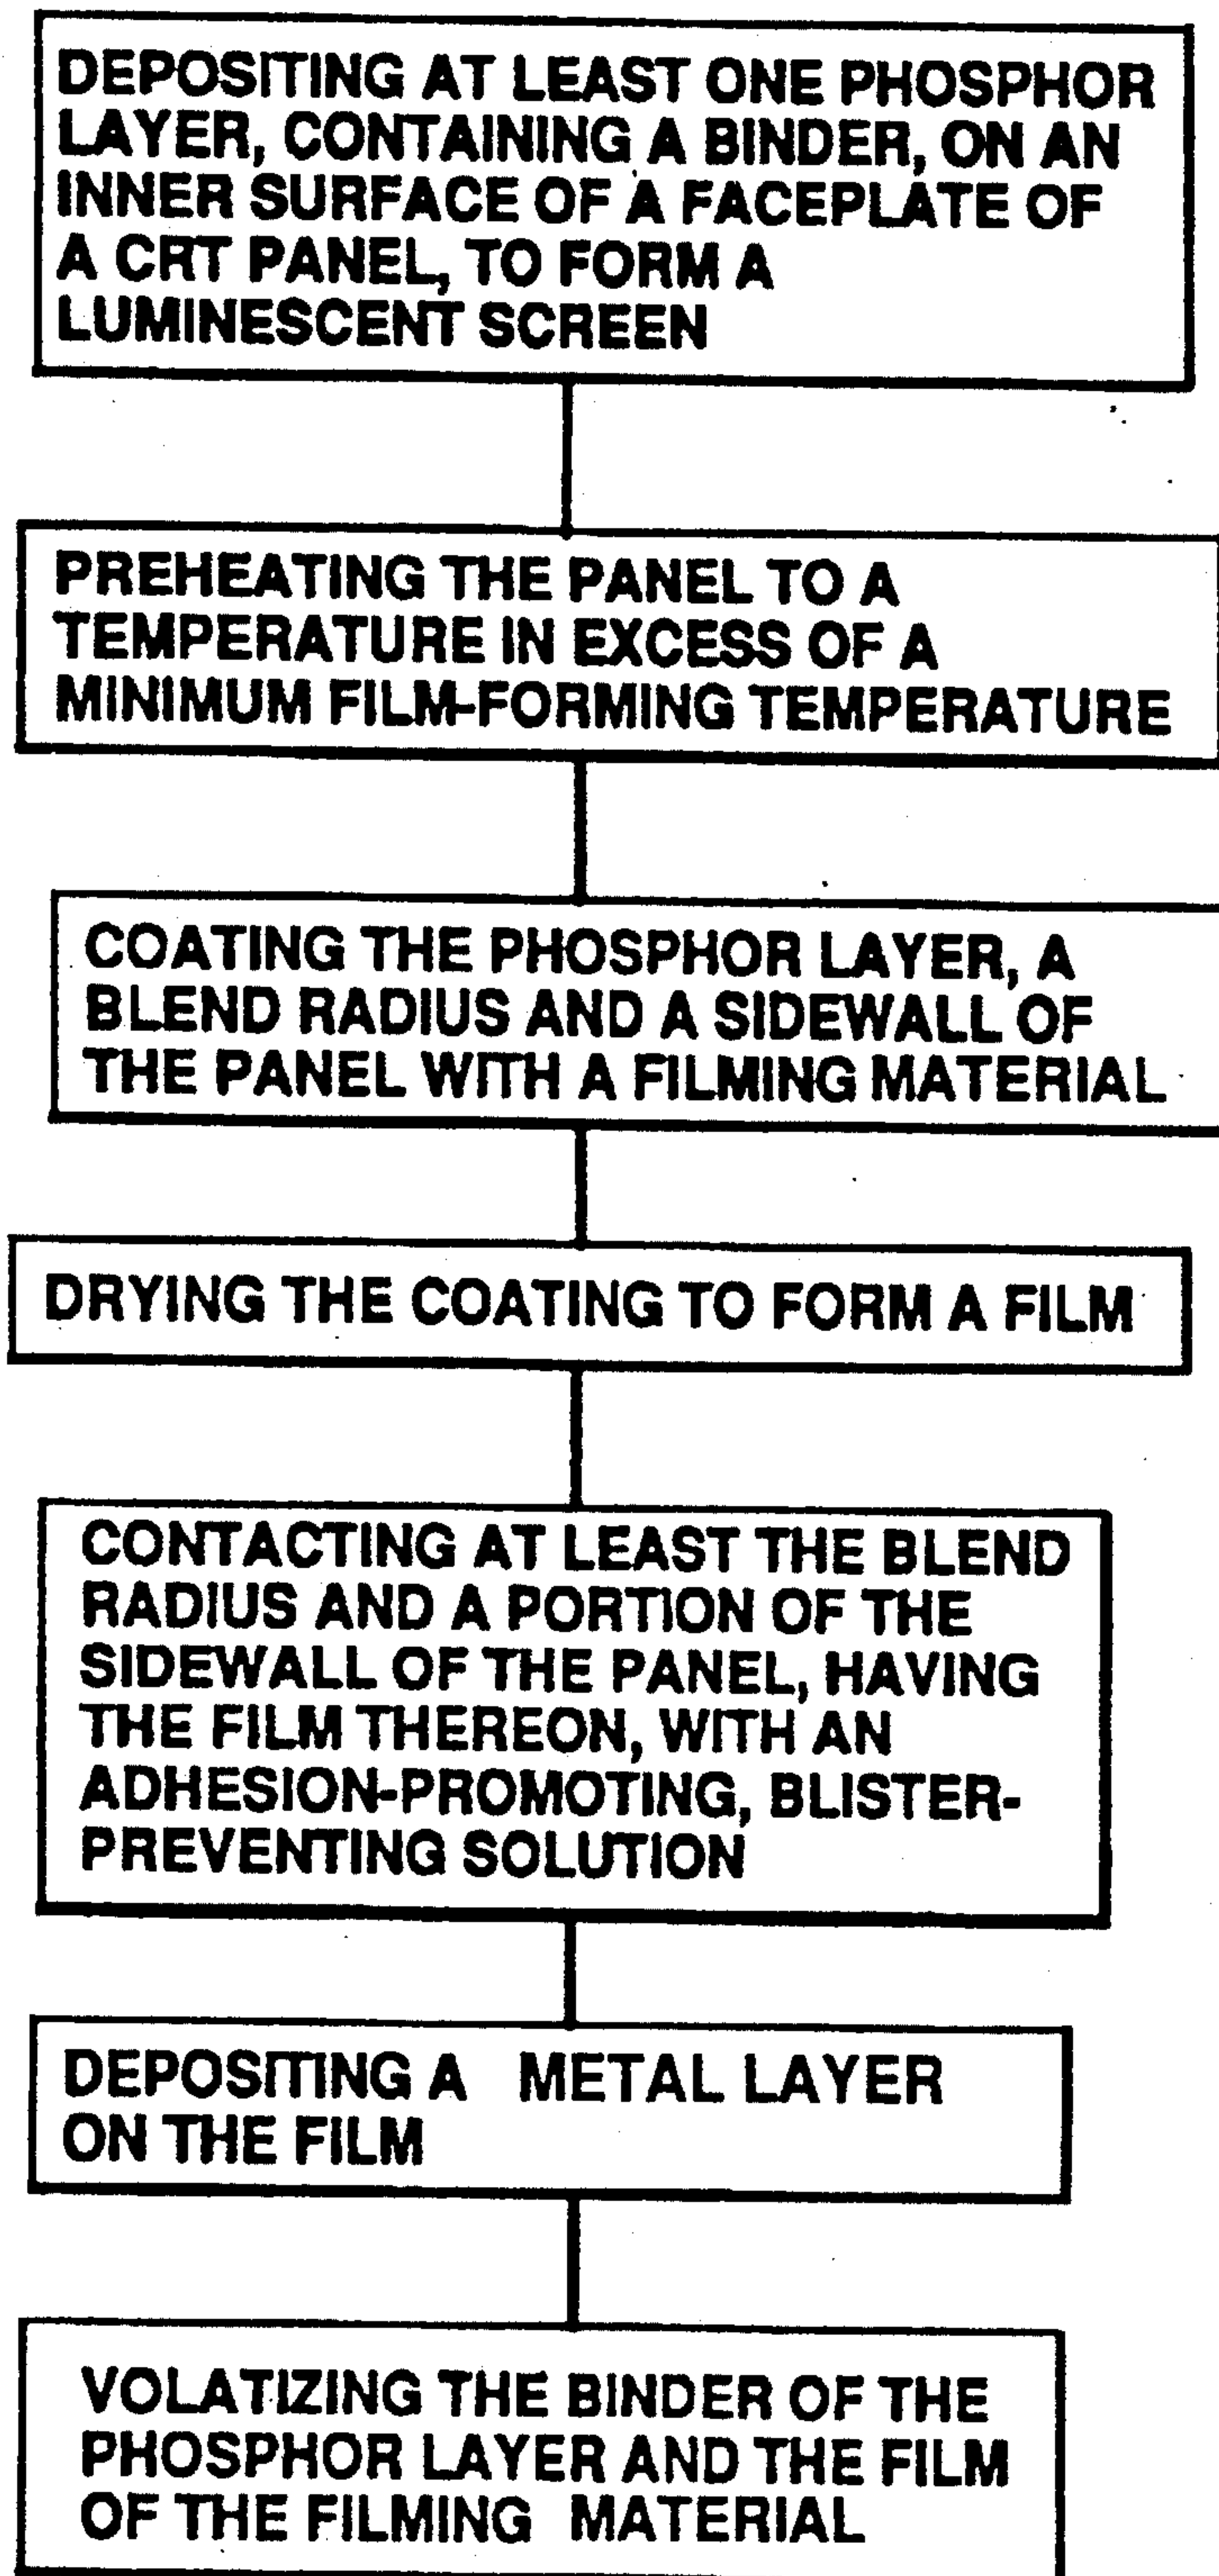 DEPOSITING AT LEAST ONE PHOSPHOR
LAYER, CONTAINING A BINDER, ON AN
INNER SURFACE OF A FACEPLATE OF
A CRT PANEL, TO FORM A
LUMINESCENT SCREEN
PREHEATING THE PANEL TO A
TEMPERATURE IN EXCESS OF A
MINIMUM FILM-FORMING TEMPERATURE
COATING THE PHOSPHOR LAYER, A
BLEND RADIUS AND A SIDEWALL OF
THE PANEL WITH A FILMING MATERIAL
DRYING THE COATING TO FORM A FILM
CONTACTING AT LEAST THE BLEND
RADIUS AND A PORTION OF THE
SIDEWALL OF THE PANEL, HAVING
THE FILM THEREON, WITH AN
ADHESION-PROMOTING, BLISTER-
PREVENTING SOLUTION
DEPOSITING A METAL LAYER
ON THE FILM
VOLATIZING THE BINDER OF THE
PHOSPHOR LAYER AND THE FILM
OF THE FILMING MATERIAL